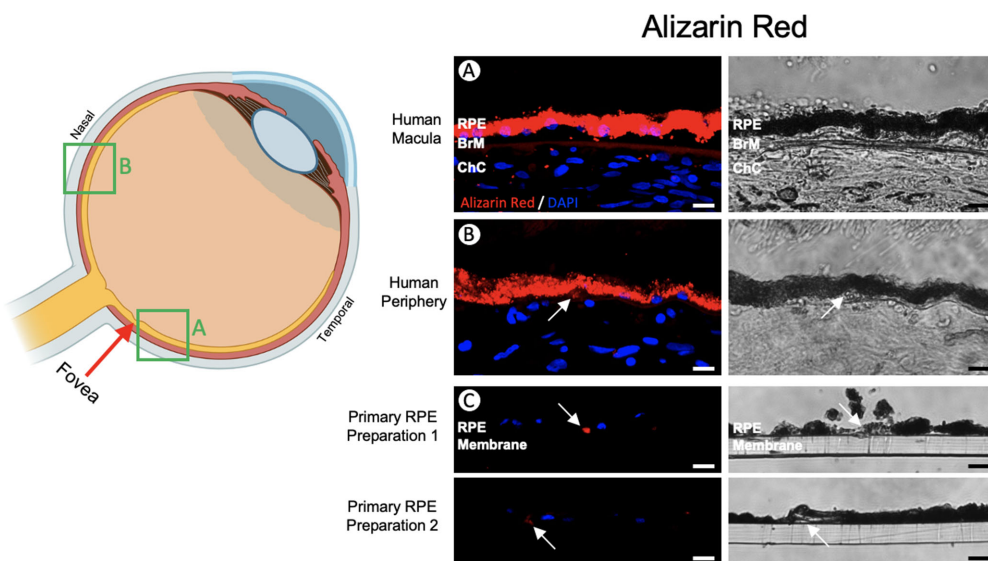 Alizarin Red
Nasal
B
A
Temporal
Fovea
Human
Macula
A
RPE
BrM
ChC
Alizarin Red / DAPI
RPE
BrM
ChC
Human
Periphery
B
Primary RPE
Preparation 1
C
RPE
Membrane
RPE
Membrane
Primary RPE
Preparation 2